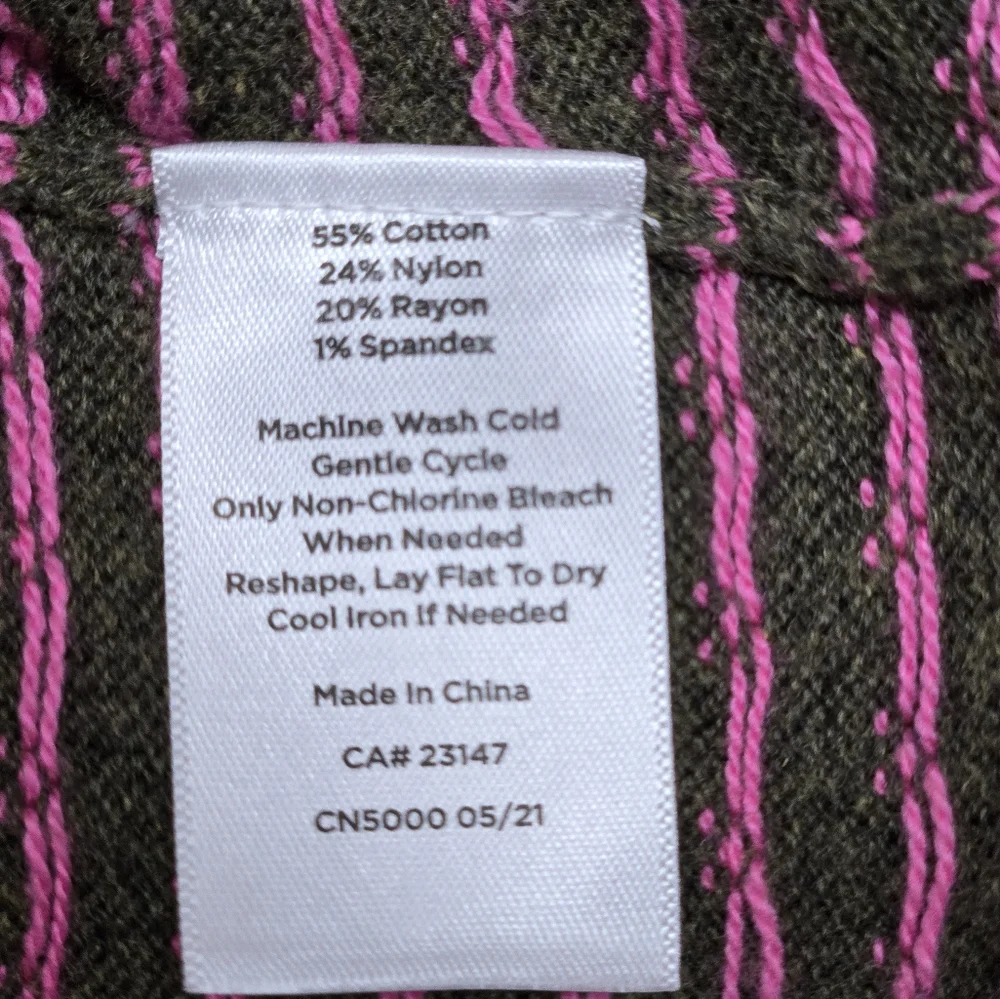 55% Cotton
24% Nylon
20% Rayon
1% Spandex
Machine Wash Cold
Gentle Cycle
Only Non-Chlorine Bleach
When Needed
Reshape, Lay Flat To Dry
Cool Iron If Needed
Made In China
CA# 23147
CN5000 05/21